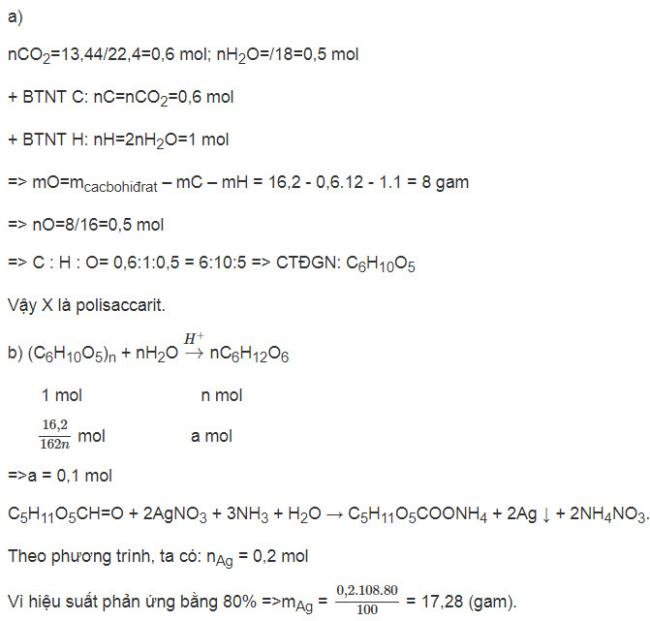 a)
nCO₂=13,44/22,4=0,6 mol; nH₂O=/18=0,5 mol
+ BTNT C: nC=nCO₂=0,6 mol
+ BTNT H: nH=2nH₂O=1 mol
=> mO=mcacbohiđrat – mC – mH = 16,2 - 0,6.12 - 1.1 = 8 gam
=> nO=8/16=0,5 mol
=> C : H : O= 0,6:1:0,5 = 6:10:5 => CTĐGN: C₆H₁₀O₅
Vậy X là polisaccarit.
b) (C₆H₁₀O₅)ₙ + nH₂O H⁺→ nC₆H₁₂O₆
1 mol n mol
16,2/162n mol a mol
=>a = 0,1 mol
C₅H₁₁O₅CH=O + 2AgNO₃ + 3NH₃ + H₂O → C₅H₁₁O₅COONH₄ + 2Ag ↓ + 2NH₄NO₃.
Theo phương trình, ta có: nAg = 0,2 mol
Vì hiệu suất phản ứng bằng 80% =>mAg = 0,2.108.80/100 = 17,28 (gam).